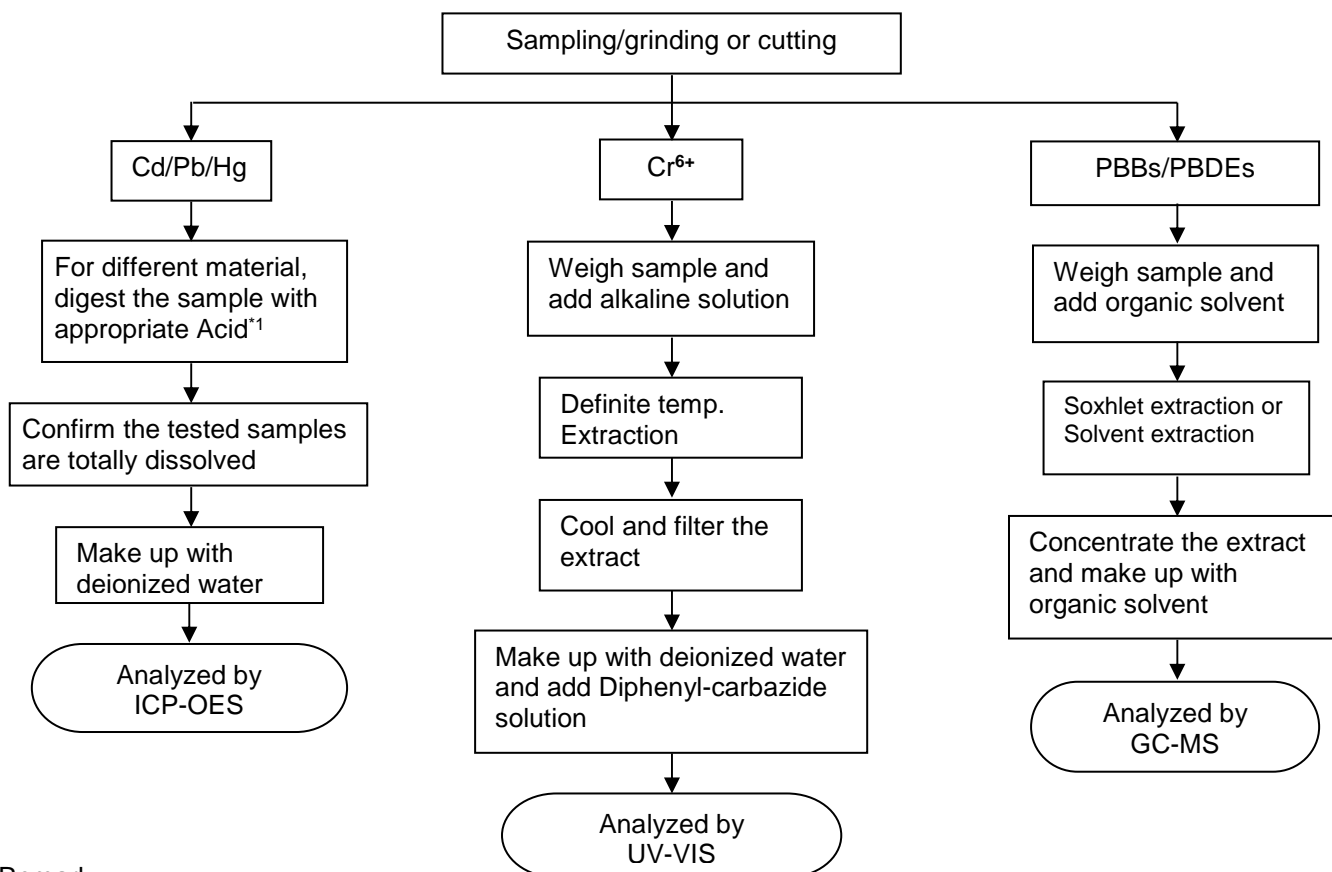 Sampling/grinding or cutting
Cd/Pb/Hg
For different material,
digest the sample with
appropriate Acid*1
Confirm the tested samples
are totally dissolved
Make up with
deionized water
Analyzed by
ICP-OES
Cr6+
Weigh sample and
add alkaline solution
Definite temp.
Extraction
Cool and filter the
extract
Make up with deionized water
and add Diphenyl-carbazide
solution
Analyzed by
UV-VIS
PBBs/PBDEs
Weigh sample and
add organic solvent
Soxhlet extraction or
Solvent extraction
Concentrate the extract
and make up with
organic solvent
Analyzed by
GC-MS